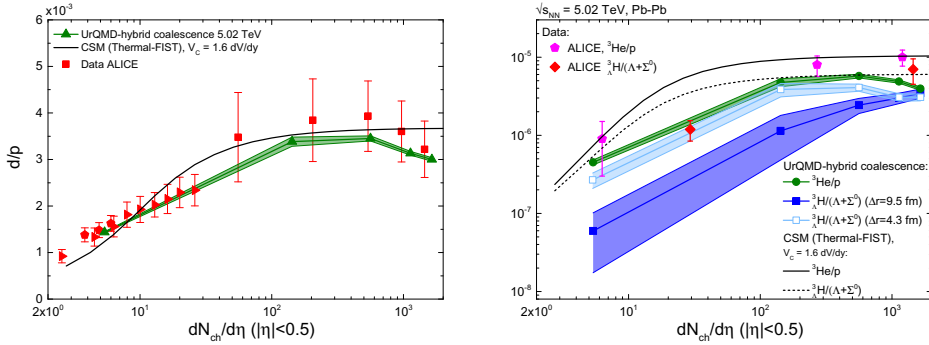 6x10⁻³
UrQMD-hybrid coalescence 5.02 TeV
CSM (Thermal-FIST), V_C = 1.6 dV/dy
Data ALICE
d/p
5
4
3
2
1
0
2x10⁰ 10¹ 10² 10³
dN_ch/dη (|η|<0.5)
√s_NN = 5.02 TeV, Pb-Pb
Data:
ALICE, ³He/p
ALICE ³_ΛH/(Λ+Σ⁰)
10⁻⁵
10⁻⁶
10⁻⁷
10⁻⁸
UrQMD-hybrid coalescence:
³He/p
³_ΛH/(Λ+Σ⁰) (Δr=9.5 fm)
³_ΛH/(Λ+Σ⁰) (Δr=4.3 fm)
CSM (Thermal-FIST),
V_C = 1.6 dV/dy:
³He/p
³_ΛH/(Λ+Σ⁰)
2x10⁰ 10¹ 10² 10³
dN_ch/dη (|η|<0.5)